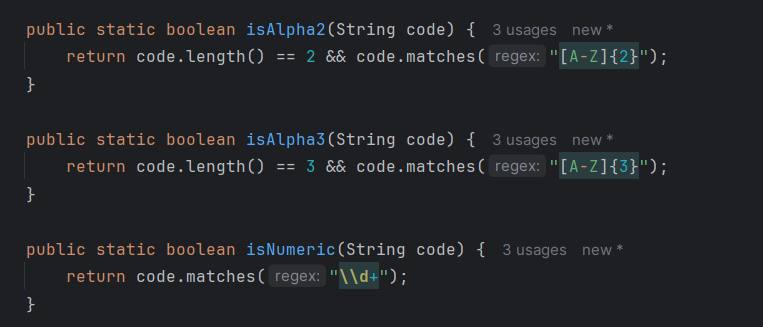 public static boolean isAlpha2(String code) { 3 usages new *
return code.length() == 2 && code.matches( regex: "[A-Z]{2}");
}
public static boolean isAlpha3(String code) { 3 usages new *
return code.length() == 3 && code.matches( regex: "[A-Z]{3}");
}
public static boolean isNumeric(String code) { 3 usages new *
return code.matches( regex: "\\d+");
}